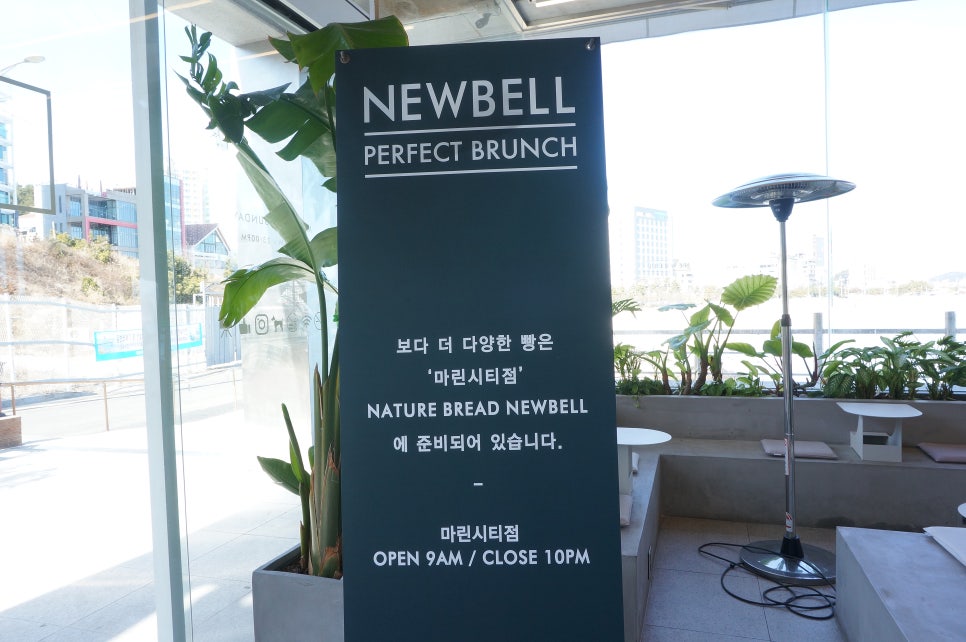 NEWBELL
PERFECT BRUNCH
보다 더 다양한 빵은
‘마린시티점’
NATURE BREAD NEWBELL
에 준비되어 있습니다.
–
마린시티점
OPEN 9AM / CLOSE 10PM